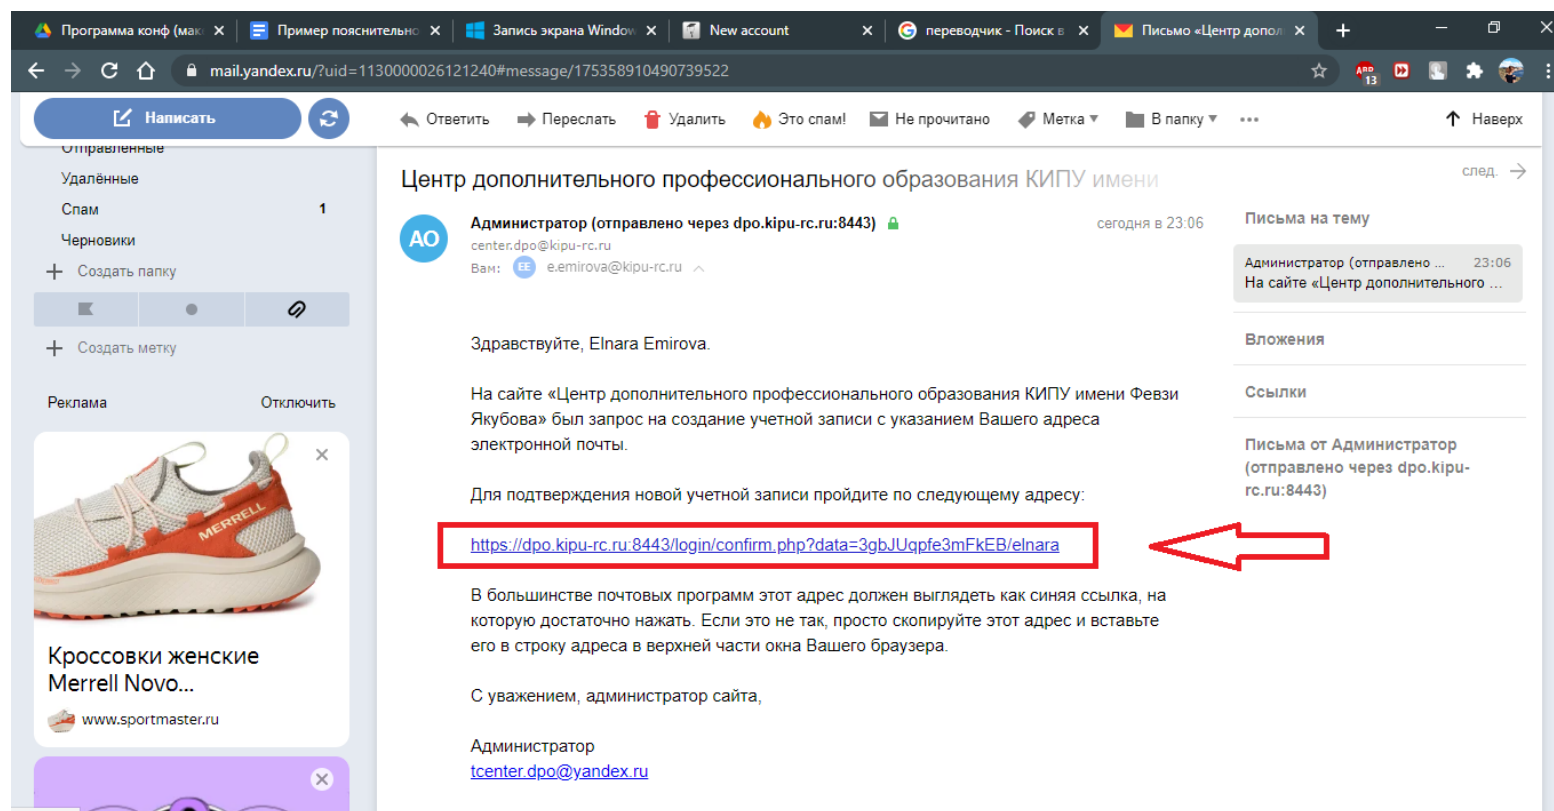 Программа конф (мак
Пример пояснительно
Запись экрана Window
New account
переводчик - Поиск в
Письмо «Центр допол
mail.yandex.ru/?uid=1130000026121240#message/175358910490739522
ABP
13
Написать
Ответить
Переслать
Удалить
Это спам!
Не прочитано
Метка
В папку
Наверх
Отправленные
Удалённые
Спам 1
Черновики
Создать папку
Создать метку
Реклама Отключить
MERRELL
Кроссовки женские
Merrell Novo...
www.sportmaster.ru
Центр дополнительного профессионального образования КИПУ имени
след.
АО
Администратор (отправлено через dpo.kipu-rc.ru:8443)
сегодня в 23:06
center.dpo@kipu-rc.ru
Вам: EE e.emirova@kipu-rc.ru
Здравствуйте, Elnara Emirova.
На сайте «Центр дополнительного профессионального образования КИПУ имени Февзи
Якубова» был запрос на создание учетной записи с указанием Вашего адреса
электронной почты.
Для подтверждения новой учетной записи пройдите по следующему адресу:
https://dpo.kipu-rc.ru:8443/login/confirm.php?data=3gbJUqpfe3mFkEB/elnara
В большинстве почтовых программ этот адрес должен выглядеть как синяя ссылка, на
которую достаточно нажать. Если это не так, просто скопируйте этот адрес и вставьте
его в строку адреса в верхней части окна Вашего браузера.
С уважением, администратор сайта,
Администратор
tcenter.dpo@yandex.ru
Письма на тему
Администратор (отправлено ... 23:06
На сайте «Центр дополнительного ...
Вложения
Ссылки
Письма от Администратор
(отправлено через dpo.kipu-
rc.ru:8443)